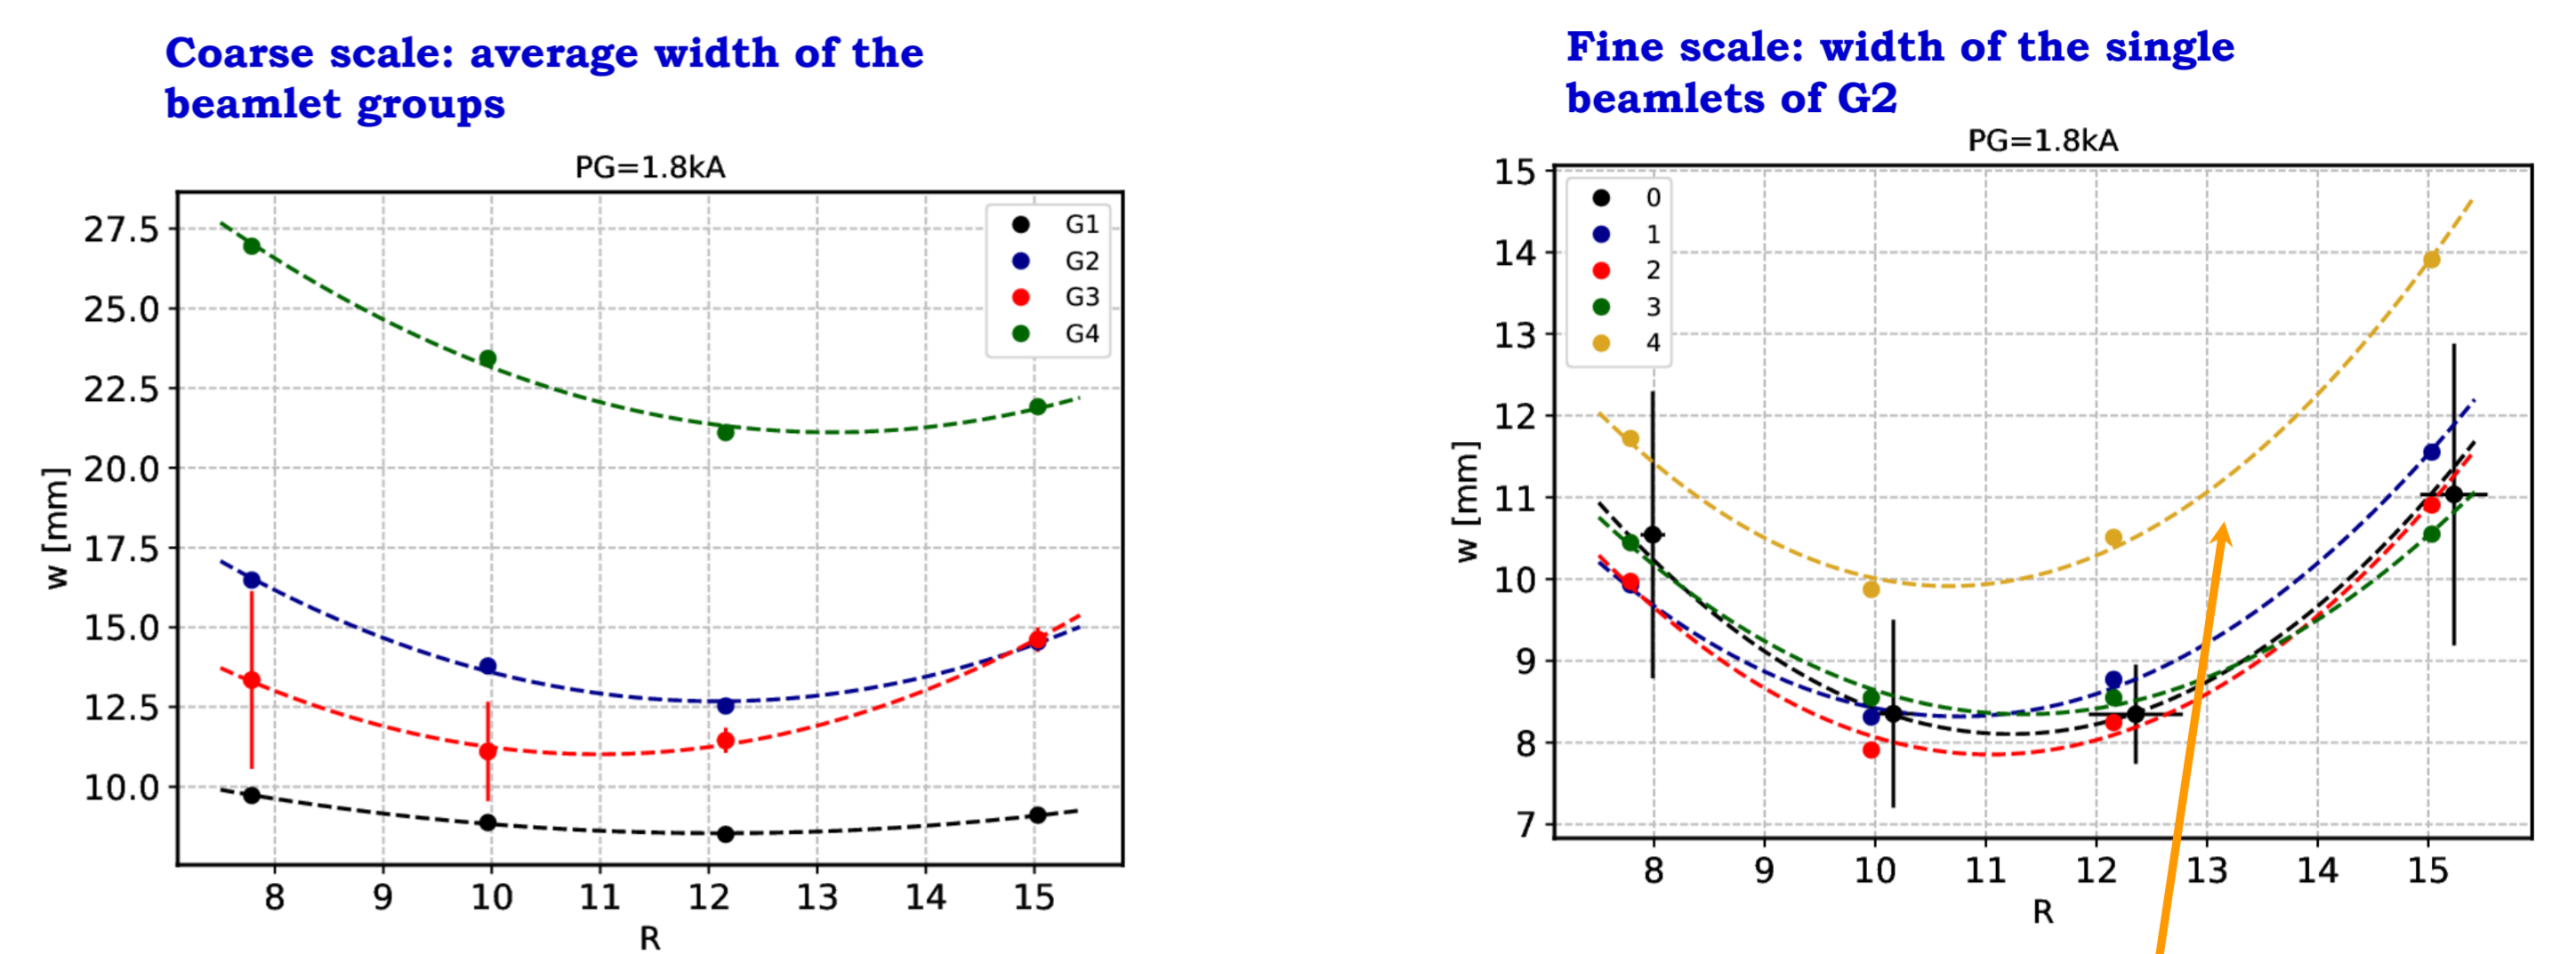 Coarse scale: average width of the
beamlet groups
PG=1.8kA
27.5
25.0
22.5
20.0
17.5
15.0
12.5
10.0
w [mm]
G1
G2
G3
G4
8 9 10 11 12 13 14 15
R
Fine scale: width of the single
beamlets of G2
PG=1.8kA
15
14
13
12
11
10
9
8
7
w [mm]
0
1
2
3
4
8 9 10 11 12 13 14 15
R